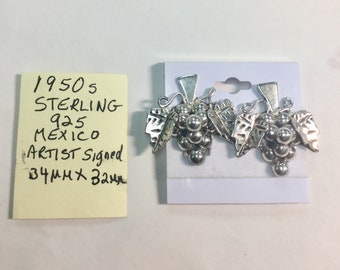 1950s
STERLING
925
MEXICO
ARTIST Signed
34MMX32MM